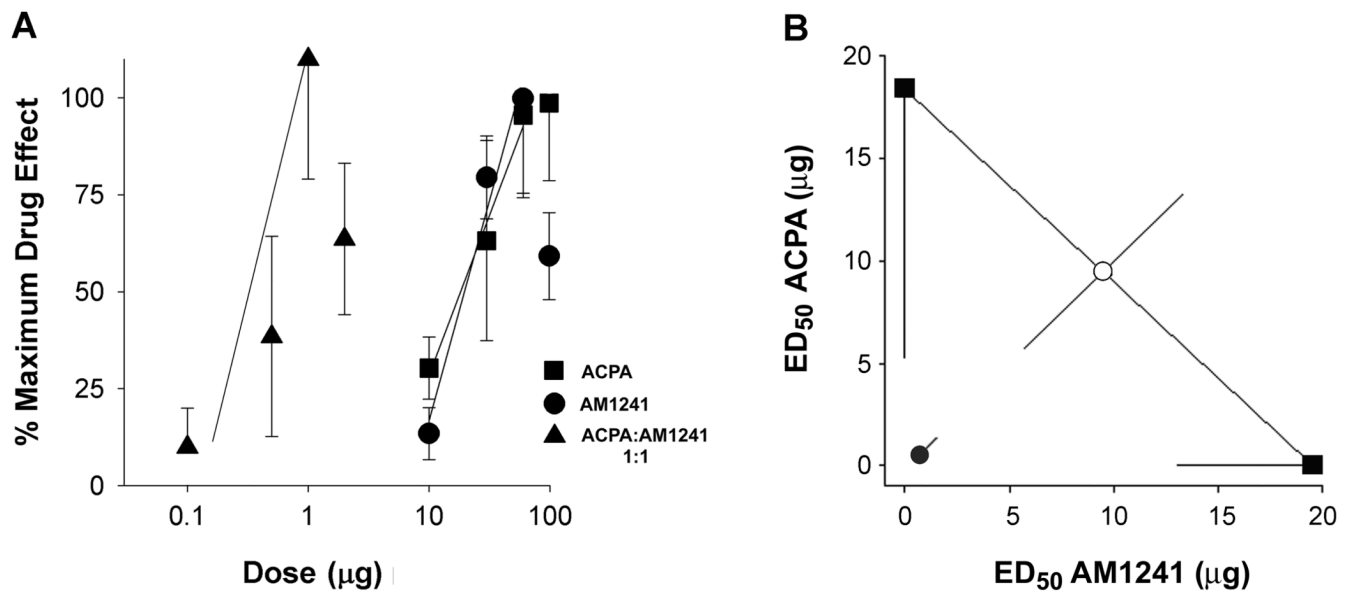 A
% Maximum Drug Effect
100
75
50
25
0
0.1 1 10 100
Dose (μg)
ACPA
AM1241
ACPA:AM1241
1:1
B
ED50 ACPA (μg)
20
15
10
5
0
0 5 10 15 20
ED50 AM1241 (μg)